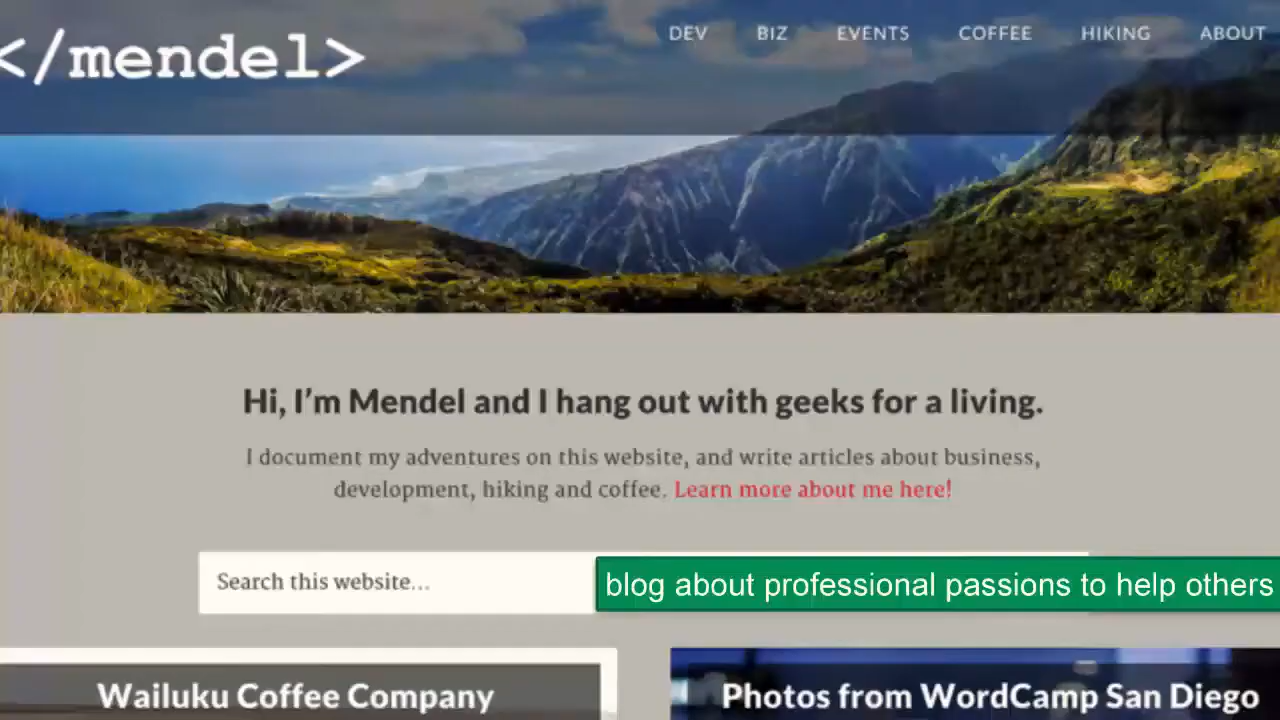 </mendel>
DEV BIZ EVENTS COFFEE HIKING ABOUT
Hi, I'm Mendel and I hang out with geeks for a living.
I document my adventures on this website, and write articles about business,
development, hiking and coffee. Learn more about me here!
Search this website...
blog about professional passions to help others
Wailuku Coffee Company
Photos from WordCamp San Diego